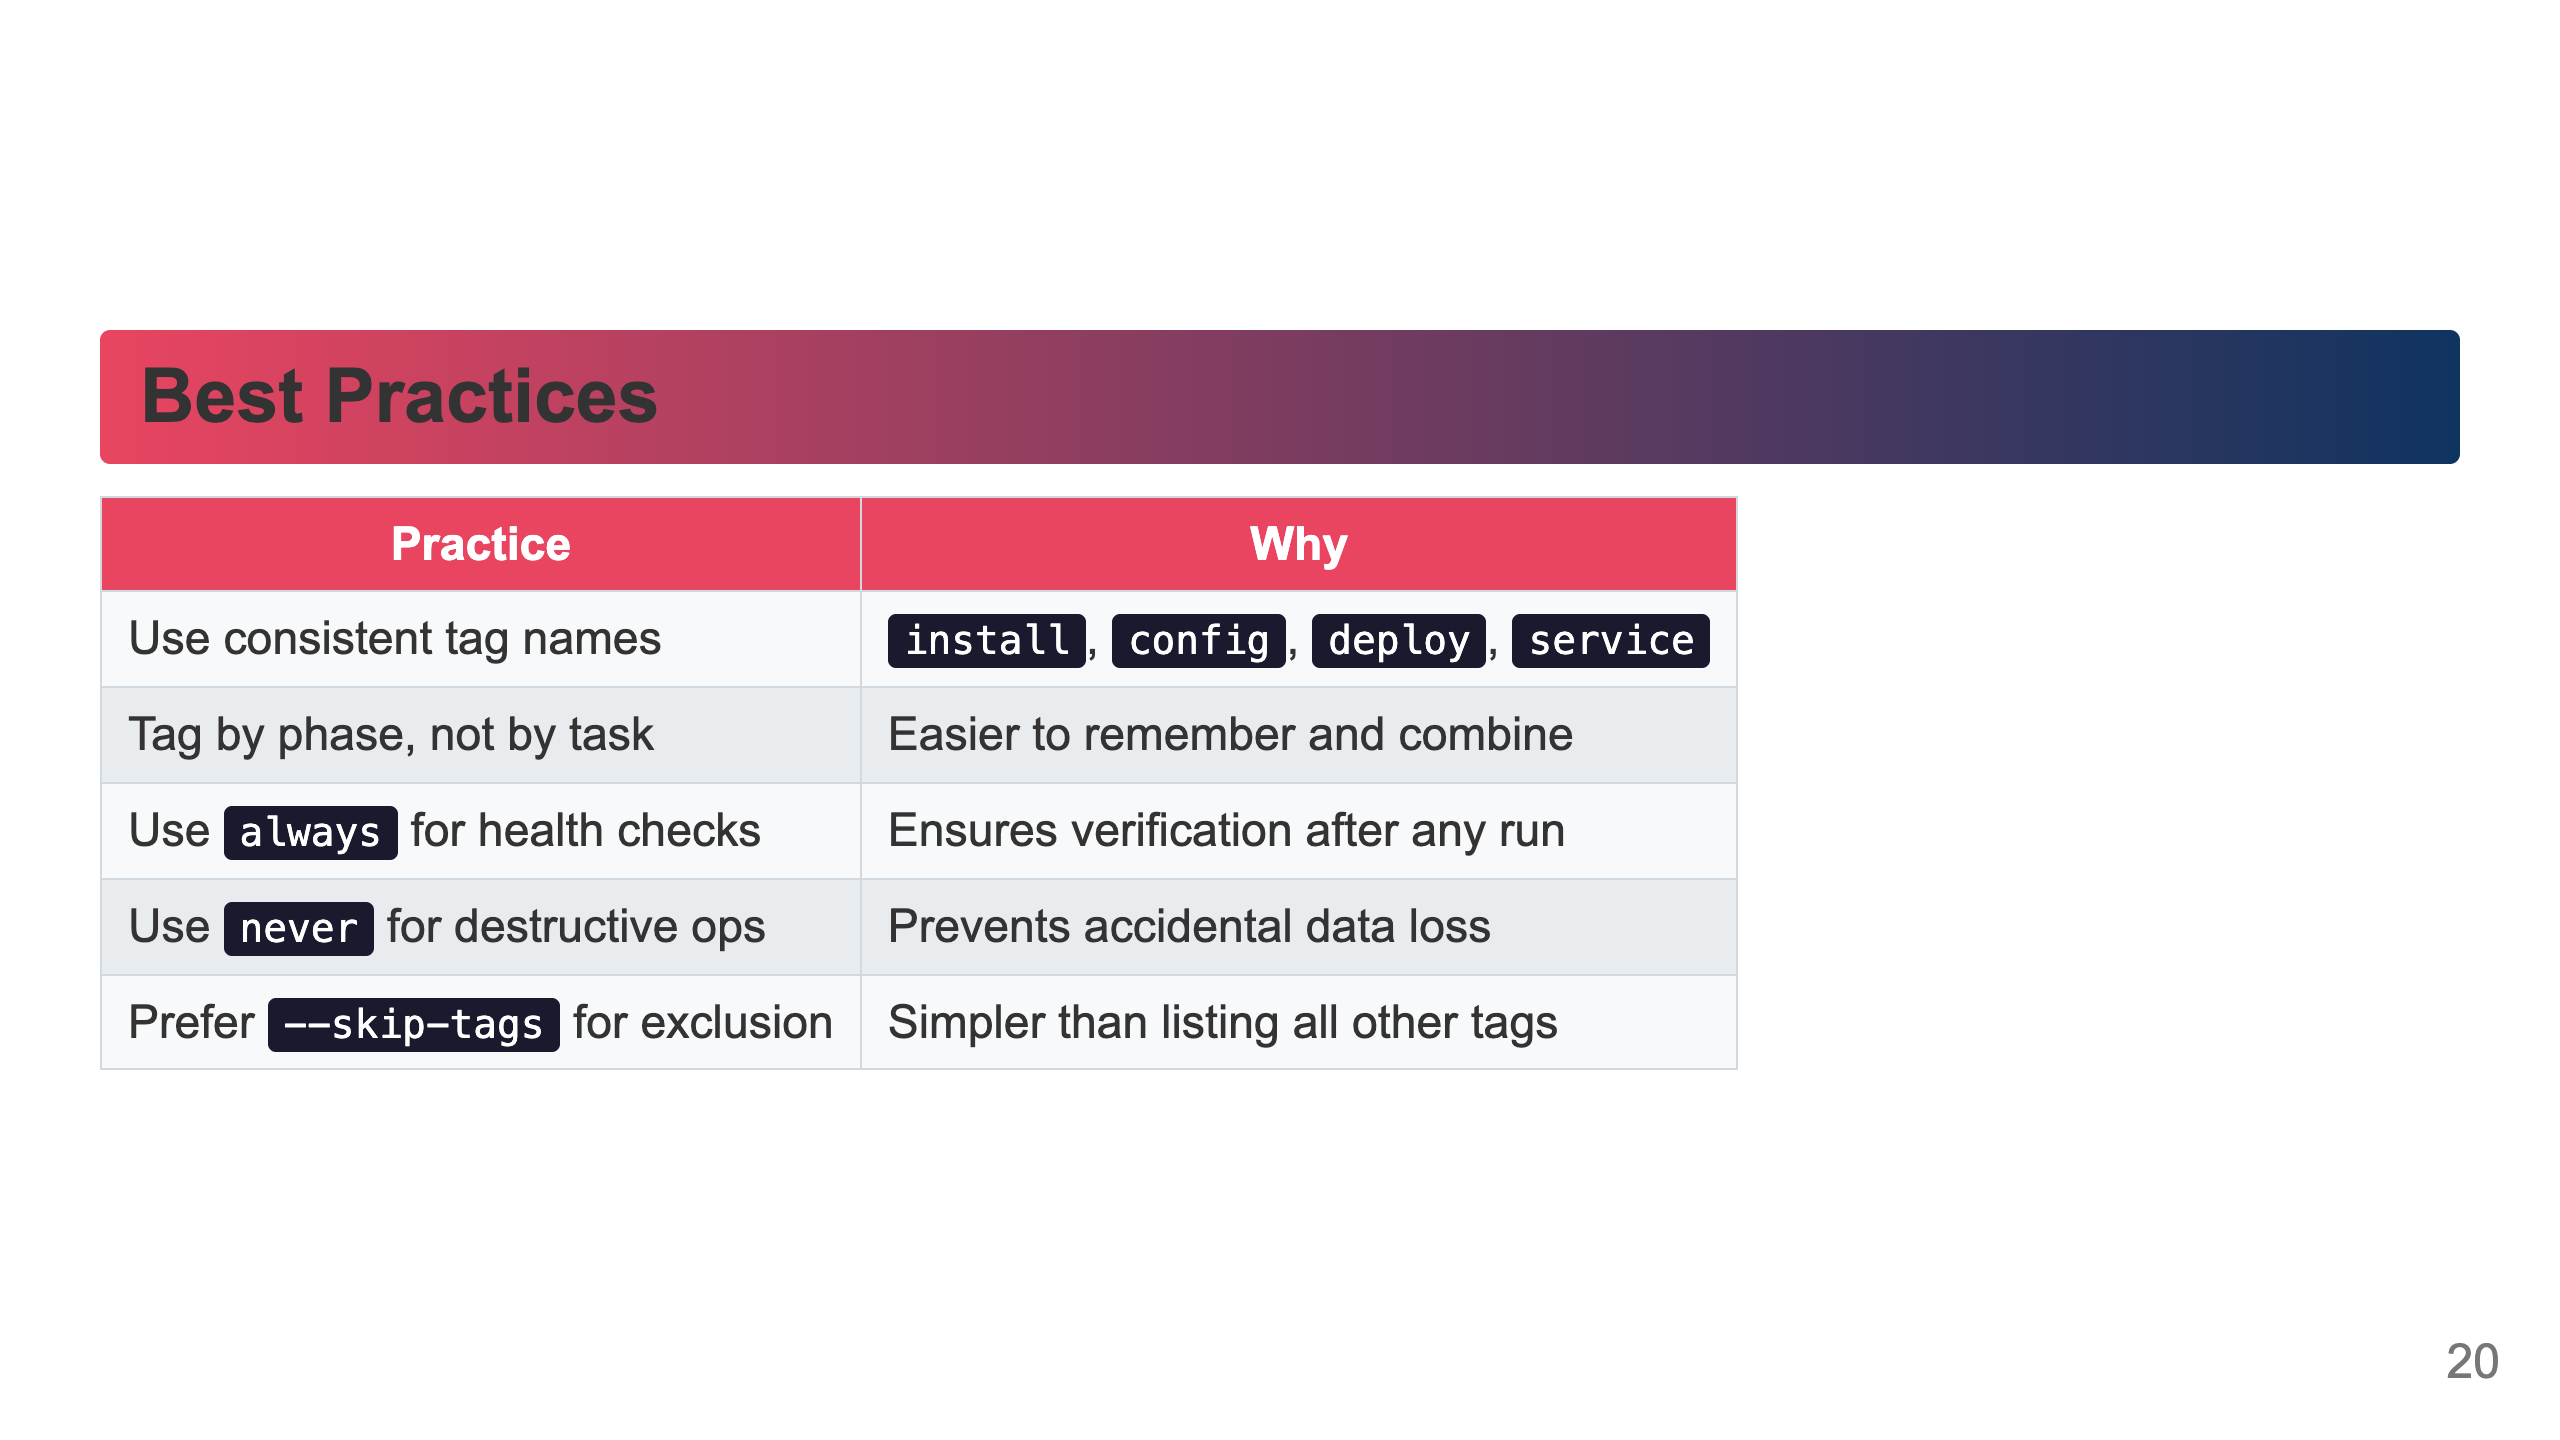 Best Practices
Practice Why
Use consistent tag names install, config, deploy, service
Tag by phase, not by task Easier to remember and combine
Use always for health checks Ensures verification after any run
Use never for destructive ops Prevents accidental data loss
Prefer --skip-tags for exclusion Simpler than listing all other tags
20